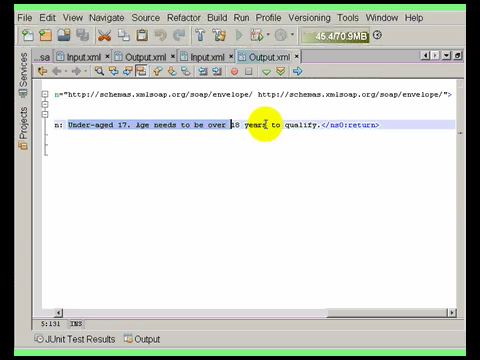 File Edit View Navigate Source Refactor Build Run Profile Versioning Tools Window Help
46.4/70.9MB
...sa Input.xml Output.xml Input.xml Output.xml
Services
Projects
n="http://schemas.xmlsoap.org/soap/envelope/ http://schemas.xmlsoap.org/soap/envelope/">
n: Under-aged 17. Age needs to be over 18 years to qualify.</ns0:return>
5:131 INS
JUnit Test Results Output